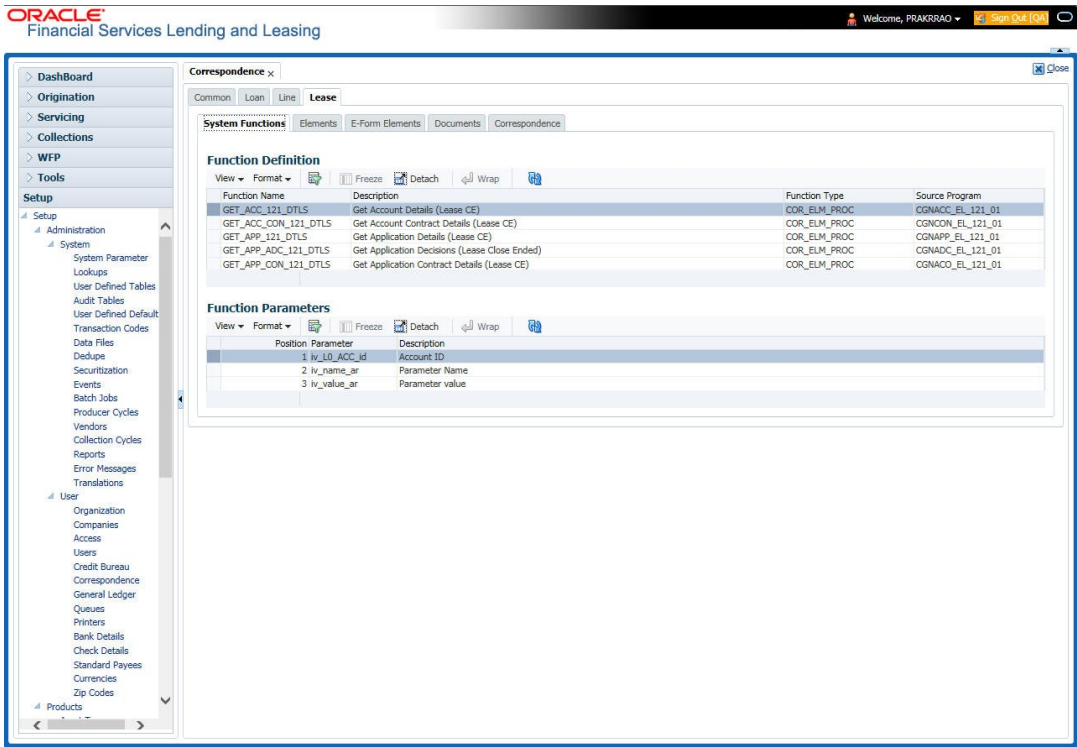 ORACLE
Financial Services Lending and Leasing
Welcome, PRAKRRAO
Sign Out [QA]
DashBoard
Origination
Servicing
Collections
WFP
Tools
Setup
Setup
Administration
System
System Parameter
Lookups
User Defined Tables
Audit Tables
User Defined Default
Transaction Codes
Data Files
Dedupe
Securitization
Events
Batch Jobs
Producer Cycles
Vendors
Collection Cycles
Reports
Error Messages
Translations
User
Organization
Companies
Access
Users
Credit Bureau
Correspondence
General Ledger
Queues
Printers
Bank Details
Check Details
Standard Payees
Currencies
Zip Codes
Products
Correspondence x
Close
Common Loan Line Lease
System Functions Elements E-Form Elements Documents Correspondence
Function Definition
View Format Freeze Detach Wrap
Function Name Description Function Type Source Program
GET_ACC_121_DTLS Get Account Details (Lease CE) COR_ELM_PROC CGNACC_EL_121_01
GET_ACC_CON_121_DTLS Get Account Contract Details (Lease CE) COR_ELM_PROC CGNCON_EL_121_01
GET_APP_121_DTLS Get Application Details (Lease CE) COR_ELM_PROC CGNAPP_EL_121_01
GET_APP_ADC_121_DTLS Get Application Decisions (Lease Close Ended) COR_ELM_PROC CGNADC_EL_121_01
GET_APP_CON_121_DTLS Get Application Contract Details (Lease CE) COR_ELM_PROC CGNACO_EL_121_01
Function Parameters
View Format Freeze Detach Wrap
Position Parameter Description
1 iv_L0_ACC_id Account ID
2 iv_name_ar Parameter Name
3 iv_value_ar Parameter value